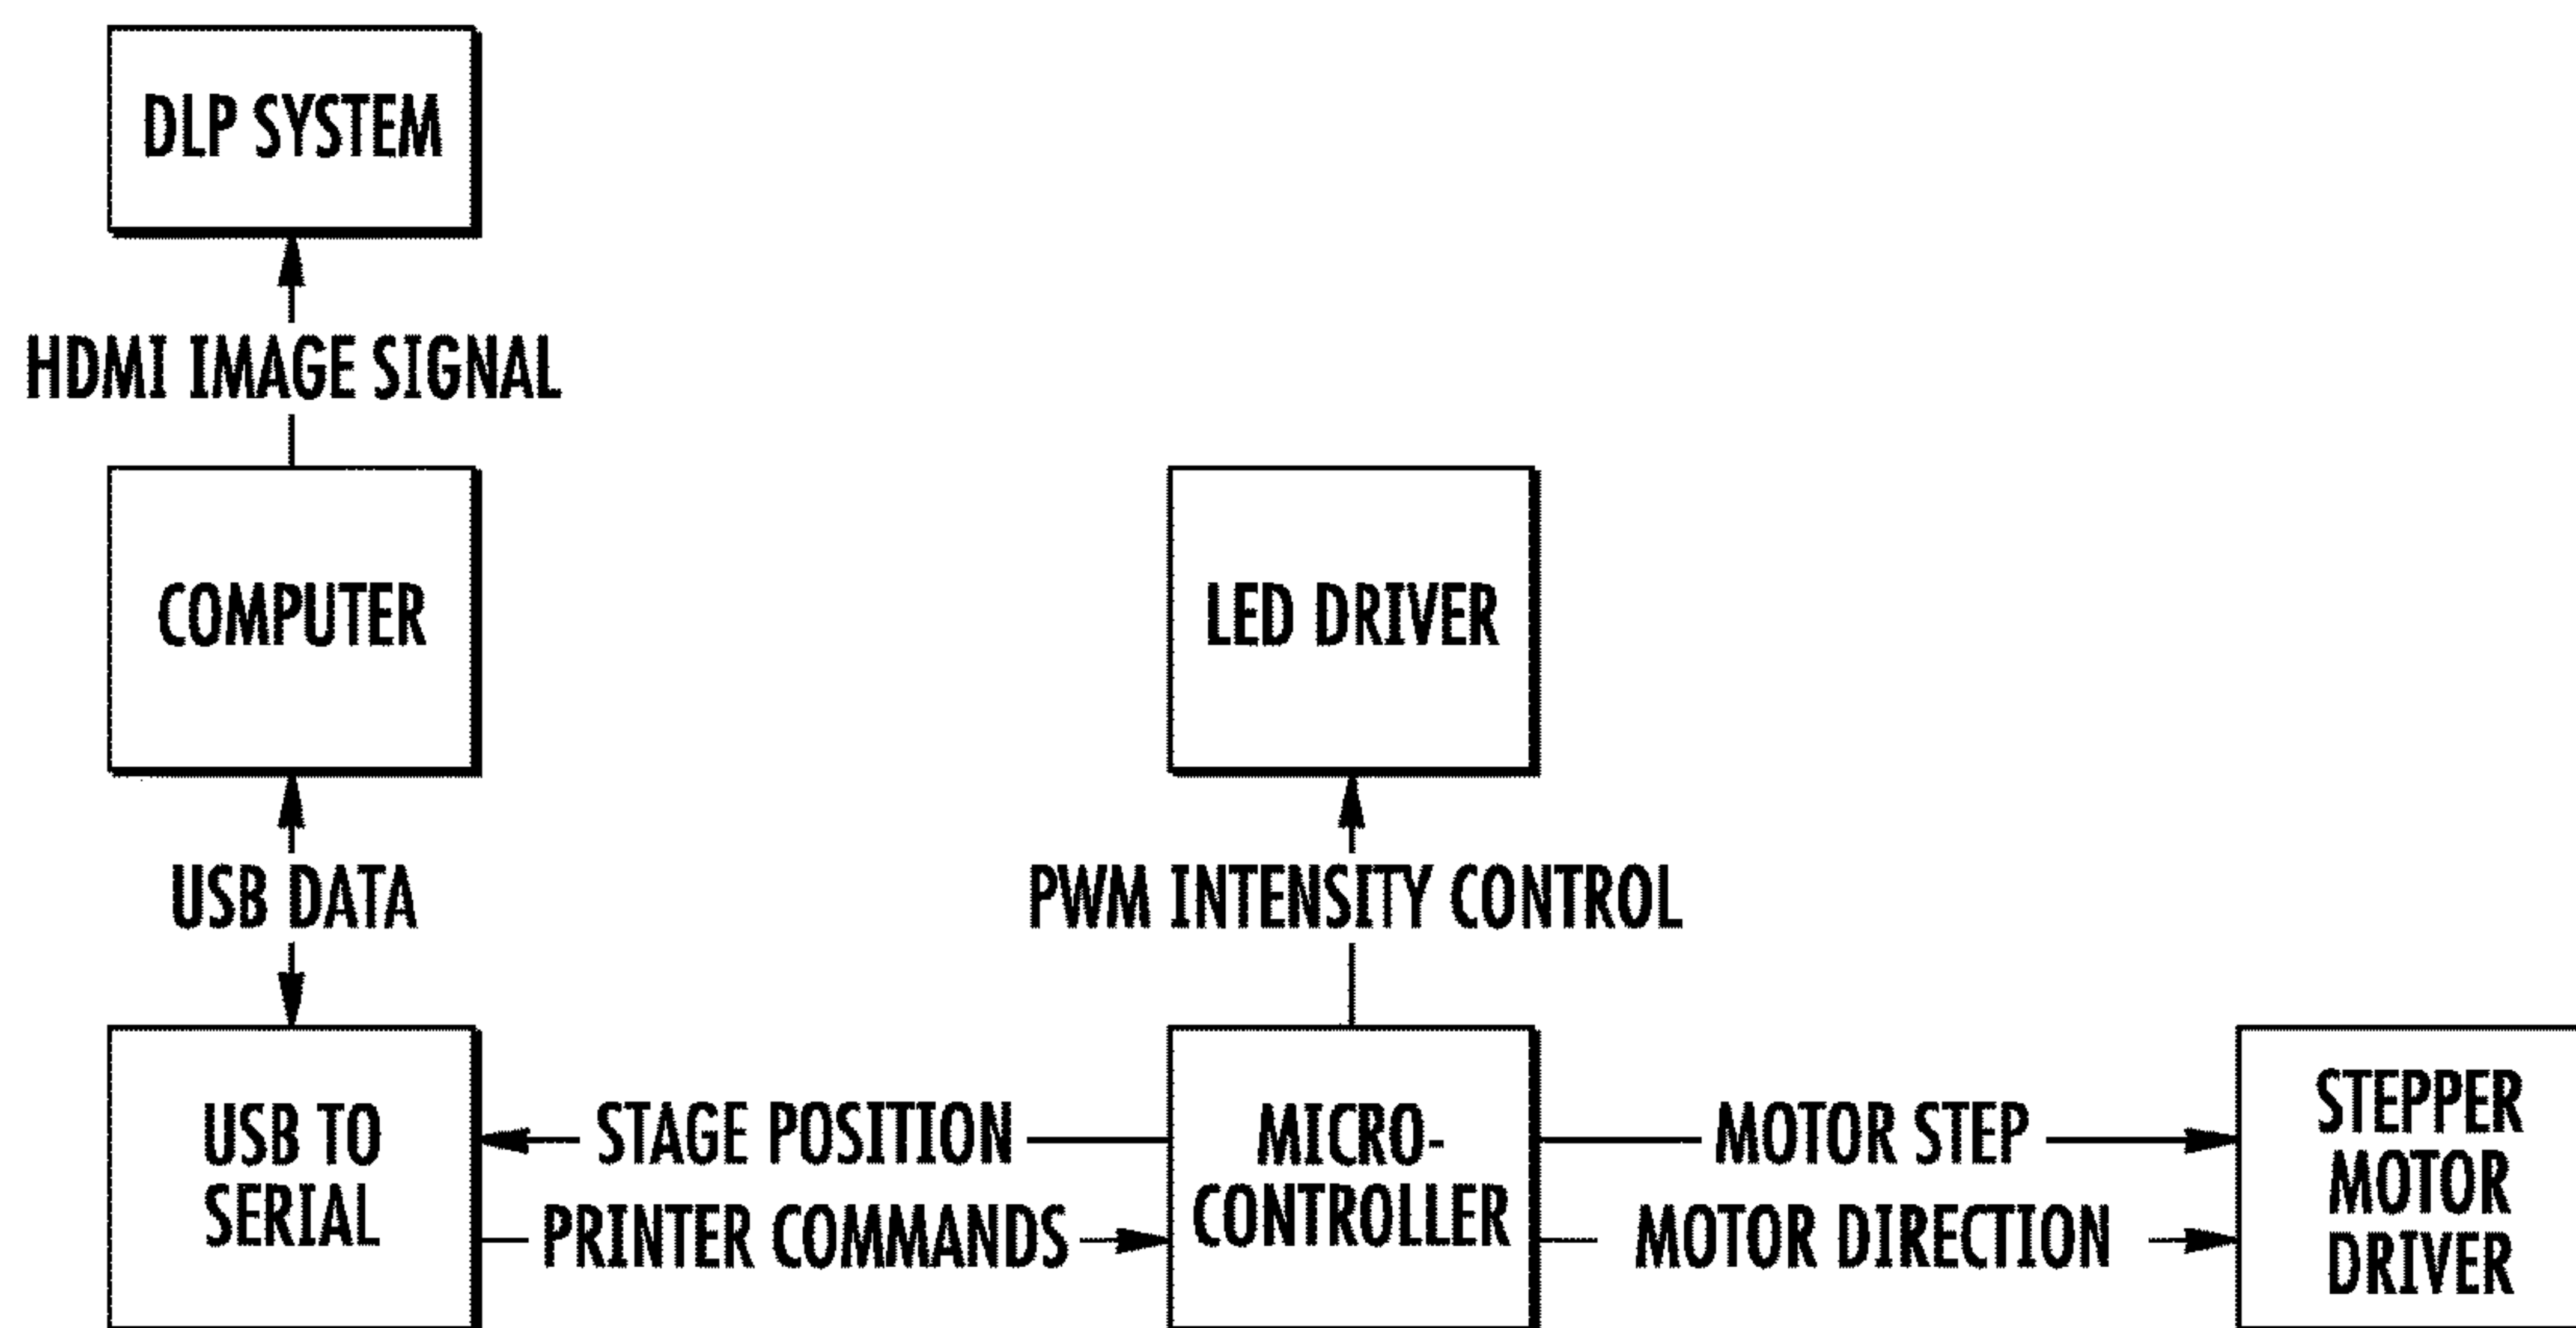 DLP SYSTEM
HDMI IMAGE SIGNAL
COMPUTER
LED DRIVER
USB DATA
PWM INTENSITY CONTROL
USB TO
SERIAL
STAGE POSITION
PRINTER COMMANDS
MICRO-
CONTROLLER
MOTOR STEP
MOTOR DIRECTION
STEPPER
MOTOR
DRIVER